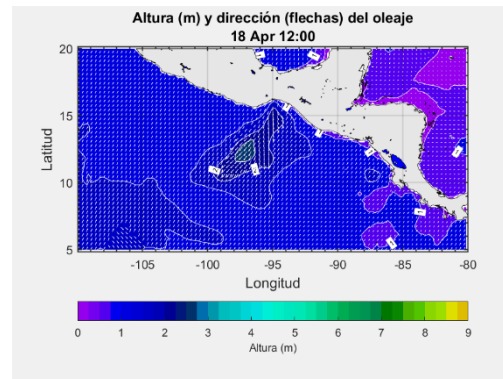 Altura (m) y dirección (flechas) del oleaje
18 Apr 12:00
20
15
10
5
Latitud
-105 -100 -95 -90 -85 -80
Longitud
0 1 2 3 4 5 6 7 8 9
Altura (m)